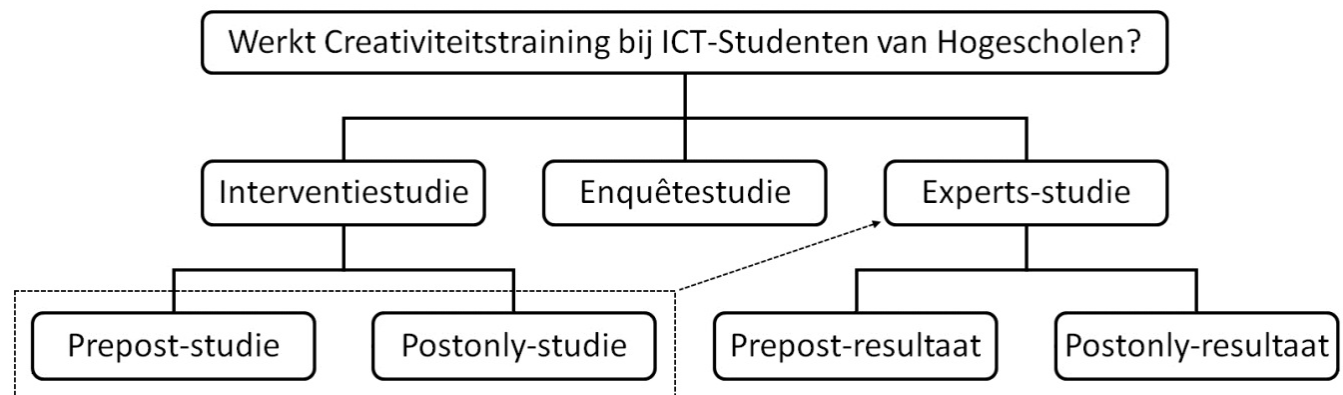 Werkt Creativiteitstraining bij ICT-Studenten van Hogescholen?
Interventiestudie
Enquêtestudie
Experts-studie
Prepost-studie
Postonly-studie
Prepost-resultaat
Postonly-resultaat